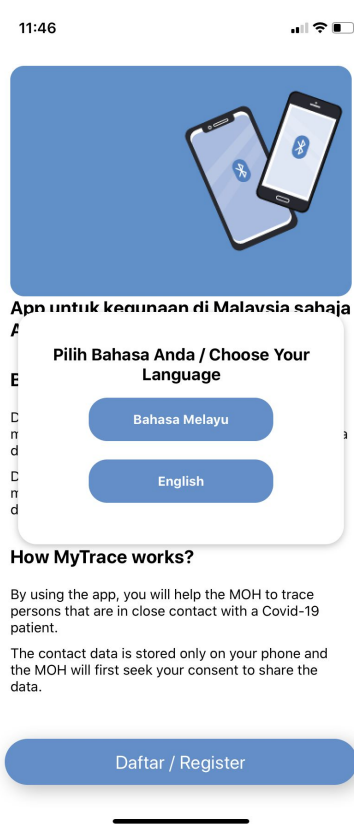 11:46
App untuk kegunaan di Malaysia sahaja
A
B
D
m
a
d
D
m
d
Pilih Bahasa Anda / Choose Your
Language
Bahasa Melayu
English
How MyTrace works?
By using the app, you will help the MOH to trace
persons that are in close contact with a Covid-19
patient.
The contact data is stored only on your phone and
the MOH will first seek your consent to share the
data.
Daftar / Register